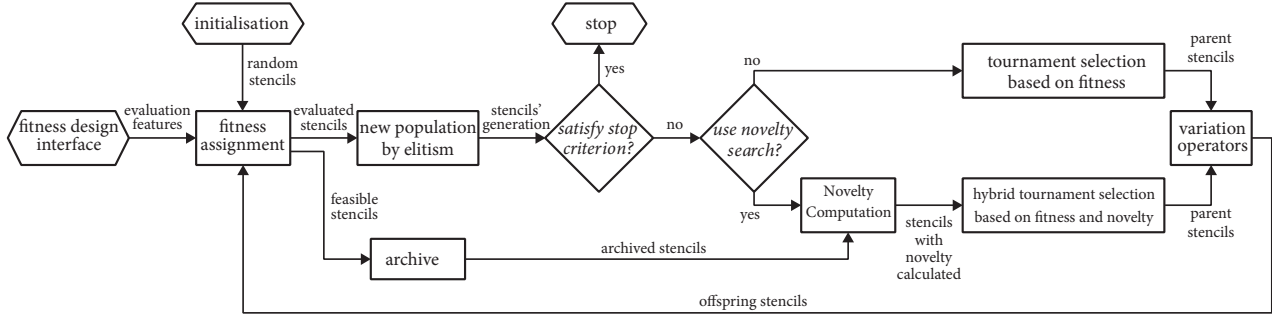 initialisation
stop
random
stencils
yes
no
tournament selection
based on fitness
parent
stencils
fitness design
interface
evaluation
features
fitness
assignment
evaluated
stencils
new population
by elitism
stencils'
generation
satisfy stop
criterion?
no
use novelty
search?
variation
operators
feasible
stencils
yes
Novelty
Computation
stencils
with
novelty
calculated
hybrid tournament selection
based on fitness and novelty
parent
stencils
archive
archived stencils
offspring stencils